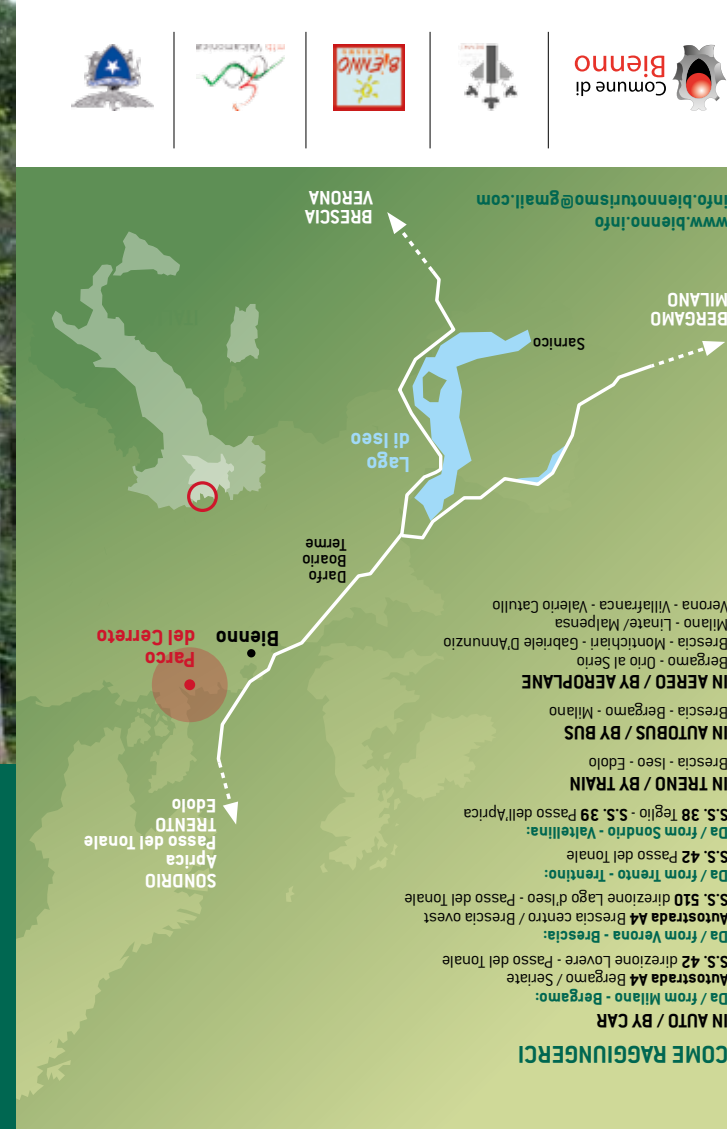 COME RAGGIUNGERCI
IN AUTO / BY CAR
Da / from Milano - Bergamo:
Autostrada A4 Bergamo / Seriate
S.S. 42 direzione Lovere - Passo del Tonale
Da / from Verona - Brescia:
Autostrada A4 Brescia centro / Brescia ovest
S.S. 510 direzione Lago d'Iseo - Passo del Tonale
Da / from Trento - Trentino:
S.S. 42 Passo del Tonale
Da / from Sondrio - Valtellina:
S.S. 38 Teglio - S.S. 39 Passo dell'Aprica
IN TRENO / BY TRAIN
Brescia - Iseo - Edolo
IN AUTOBUS / BY BUS
Brescia - Bergamo - Milano
IN AEREO / BY AEROPLANE
Bergamo - Orio al Serio
Brescia - Montichiari - Gabriele D'Annunzio
Milano - Linate/ Malpensa
Verona - Villafranca - Valerio Catullo
SONDRIO
Aprica
Passo del Tonale
TRENTO
Edolo
Parco
del Cerreto
Bienno
Darfo
Boario
Terme
Lago
di Iseo
Sarnico
BERGAMO
MILANO
BRESCIA
VERONA
www.bienno.info
info.biennoturismo@gmail.com
Comune di
Bienno
BIENNO
mtb Valcamonica